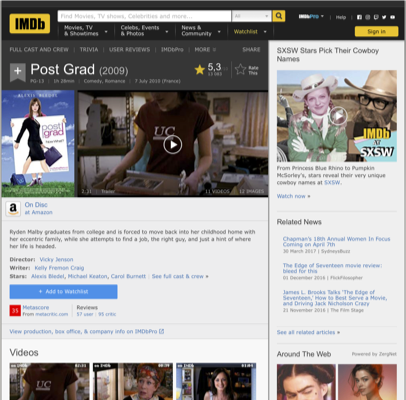 IMDb
Find Movies, TV shows, Celebrities and more...
All
IMDbPro
Help
Movies, TV & Showtimes
Celebs, Events & Photos
News & Community
Watchlist
Sign in
FULL CAST AND CREW | TRIVIA | USER REVIEWS | IMDbPro | MORE
SHARE
Post Grad (2009)
PG-13 | 1h 28min | Comedy, Romance | 7 July 2010 (France)
5,3
Rate This
ALEXIS BLEDEL
post grad
UC
2:31 | Trailer
11 VIDEOS
12 IMAGES
On Disc
at Amazon
Ryden Malby graduates from college and is forced to move back into her childhood home with
her eccentric family, while she attempts to find a job, the right guy, and just a hint of where
her life is headed.
Director: Vicky Jenson
Writer: Kelly Fremon Craig
Stars: Alexis Bledel, Michael Keaton, Carol Burnett | See full cast & crew »
+ Add to Watchlist
35
Metascore
From metacritic.com
Reviews
57 user | 95 critic
View production, box office, & company info on IMDbPro
Videos
UC
SXSW Stars Pick Their Cowboy
Names
IMDb
AT
SXSW
From Princess Blue Rhino to Pumpkin
McSorley's, stars reveal their very unique
cowboy names at SXSW.
Watch now »
Related News
Chapman's 18th Annual Women In Focus
Coming on April 7th
30 March 2017 | SydneysBuzz
The Edge of Seventeen movie review:
bleed for this
01 December 2016 | FlickFilosopher
James L. Brooks Talks 'The Edge of
Seventeen,' How to Best Serve a Movie,
and Driving Jack Nicholson Crazy
21 November 2016 | The Film Stage
See all related articles »
Around The Web
Powered by ZergNet